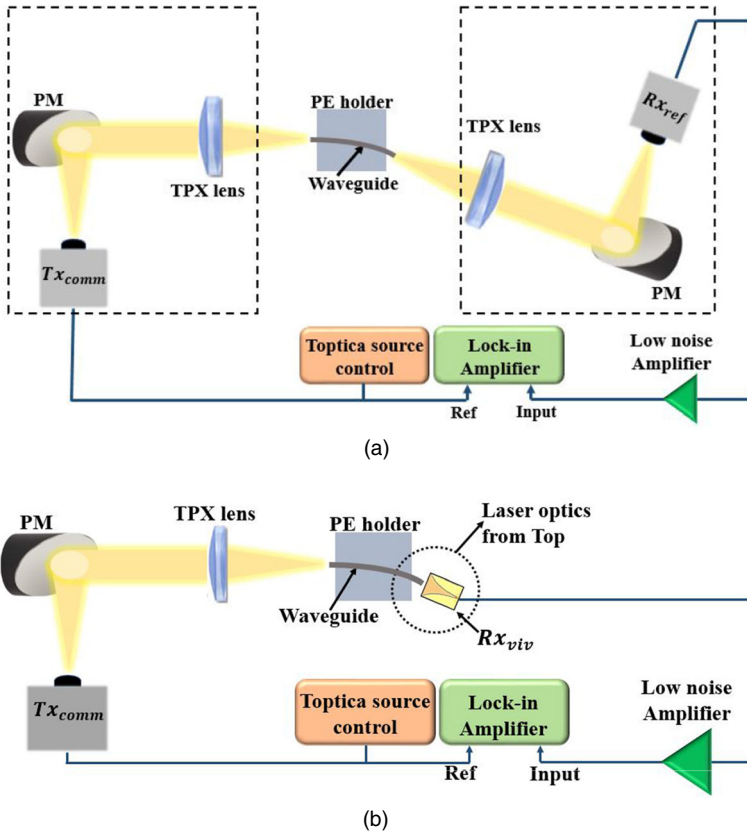 PM
TPX lens
PE holder
Waveguide
TPX lens
Rx_ref
PM
Tx_comm
Toptica source
control
Lock-in
Amplifier
Low noise
Amplifier
Ref
Input
(a)
PM
TPX lens
PE holder
Laser optics
from Top
Waveguide
Rx_viv
Tx_comm
Toptica source
control
Lock-in
Amplifier
Low noise
Amplifier
Ref
Input
(b)